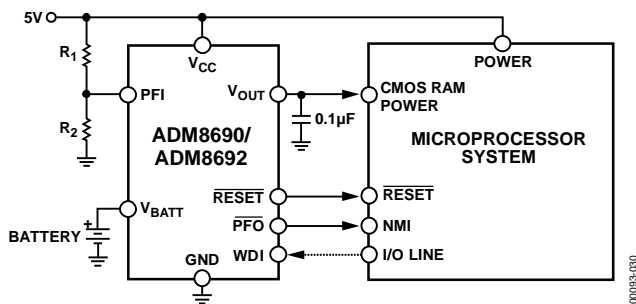 5V
R1
R2
VCC
PFI
VOUT
0.1µF
ADM8690/
ADM8692
RESET
PFO
WDI
VBATT
BATTERY
+
GND
POWER
CMOS RAM
POWER
MICROPROCESSOR
SYSTEM
RESET
NMI
I/O LINE
00093-030